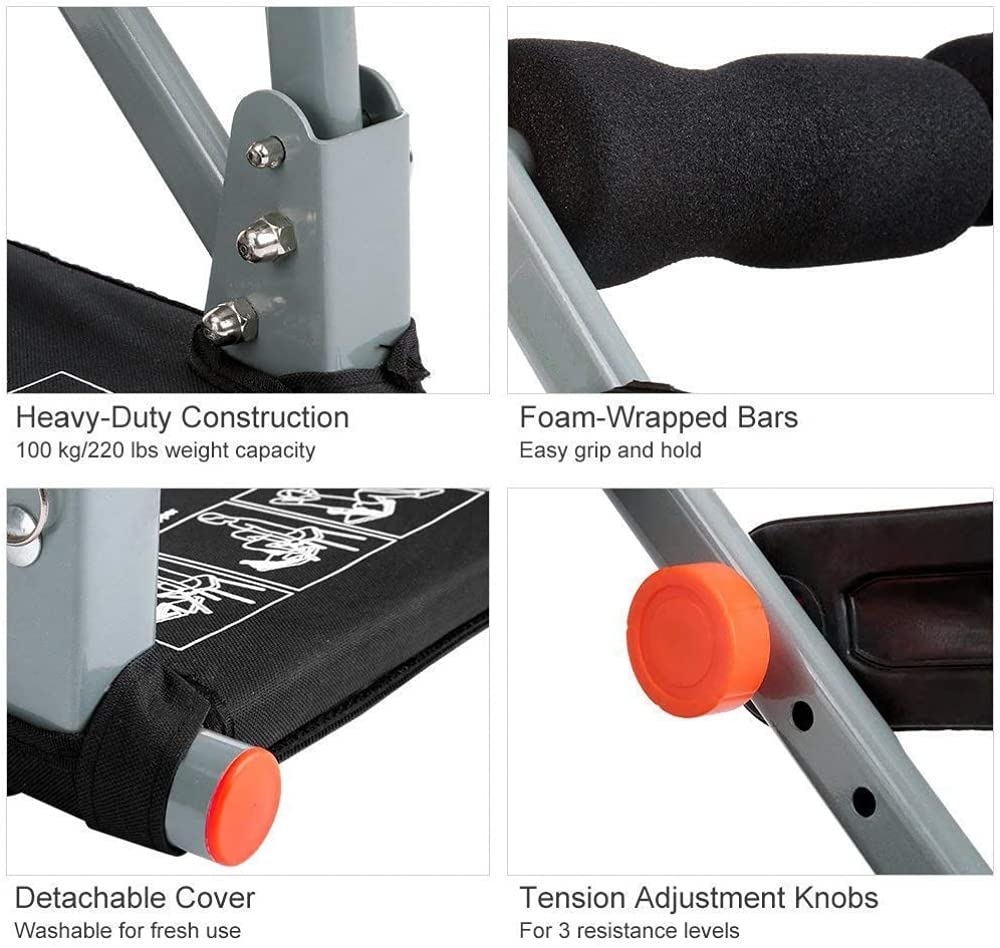 Heavy-Duty Construction
100 kg/220 lbs weight capacity
Foam-Wrapped Bars
Easy grip and hold
Detachable Cover
Washable for fresh use
Tension Adjustment Knobs
For 3 resistance levels